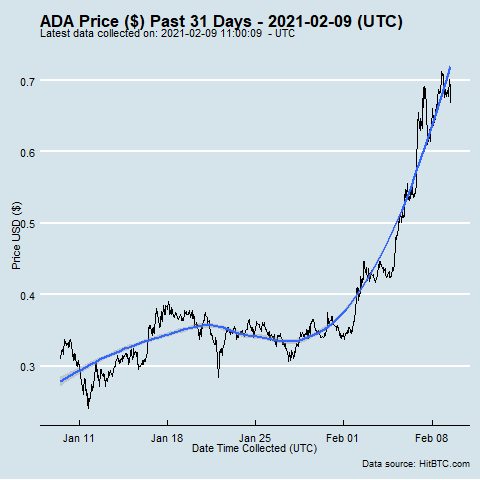 ADA Price ($) Past 31 Days - 2021-02-09 (UTC)
Latest data collected on: 2021-02-09 11:00:09 - UTC
0.7
0.6
0.5
0.4
0.3
Price USD ($)
Jan 11 Jan 18 Jan 25 Feb 01 Feb 08
Date Time Collected (UTC)
Data source: HitBTC.com